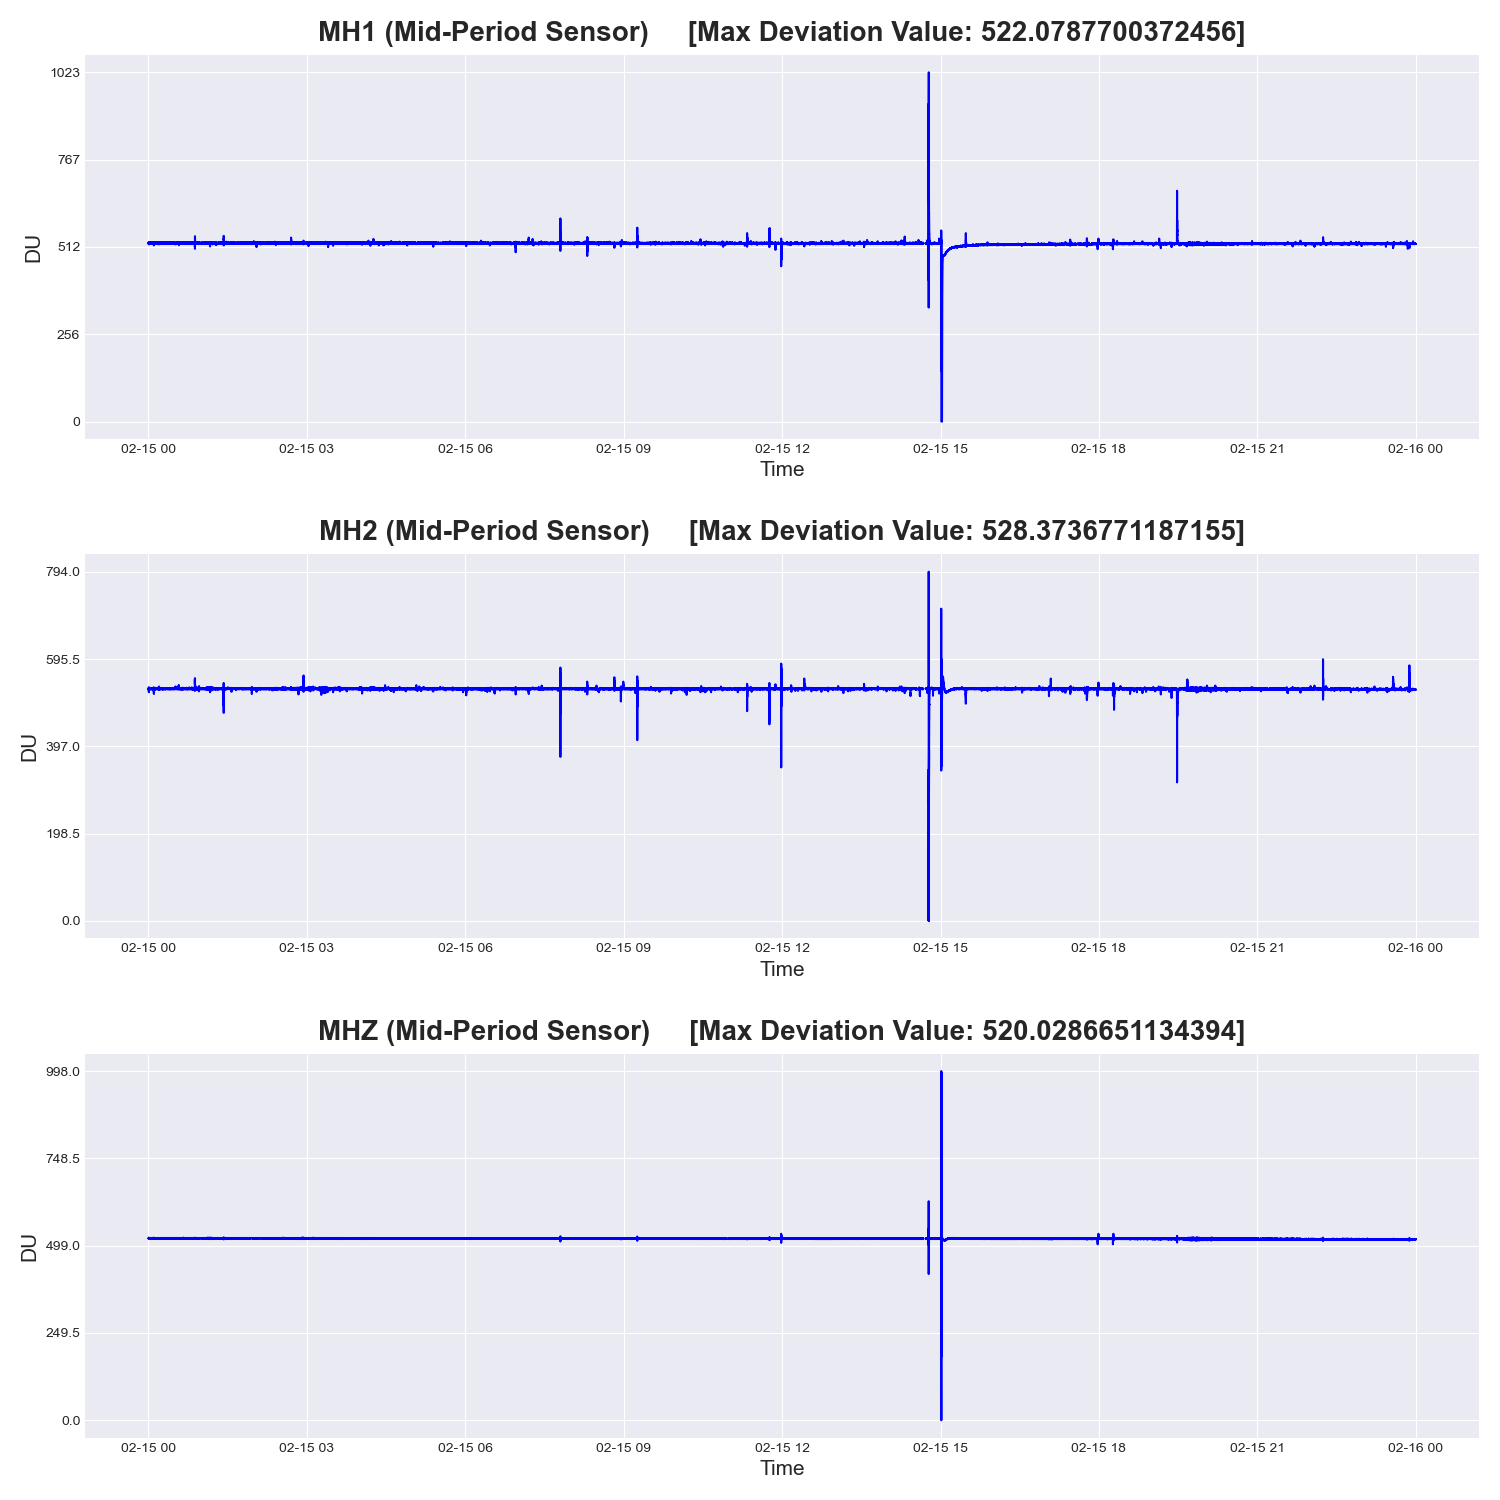 MH1 (Mid-Period Sensor) [Max Deviation Value: 522.0787700372456]
1023
767
512
256
0
DU
02-15 00 02-15 03 02-15 06 02-15 09 02-15 12 02-15 15 02-15 18 02-15 21 02-16 00
Time
MH2 (Mid-Period Sensor) [Max Deviation Value: 528.3736771187155]
794.0
595.5
397.0
198.5
0.0
DU
02-15 00 02-15 03 02-15 06 02-15 09 02-15 12 02-15 15 02-15 18 02-15 21 02-16 00
Time
MHZ (Mid-Period Sensor) [Max Deviation Value: 520.0286651134394]
998.0
748.5
499.0
249.5
0.0
DU
02-15 00 02-15 03 02-15 06 02-15 09 02-15 12 02-15 15 02-15 18 02-15 21 02-16 00
Time